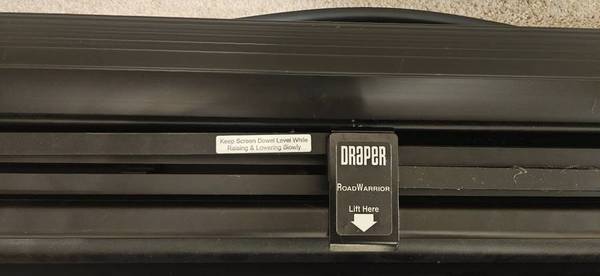 Keep Screen Dowel Level While
Raising & Lowering Slowly
DRAPER
ROADWARRIOR
Lift Here